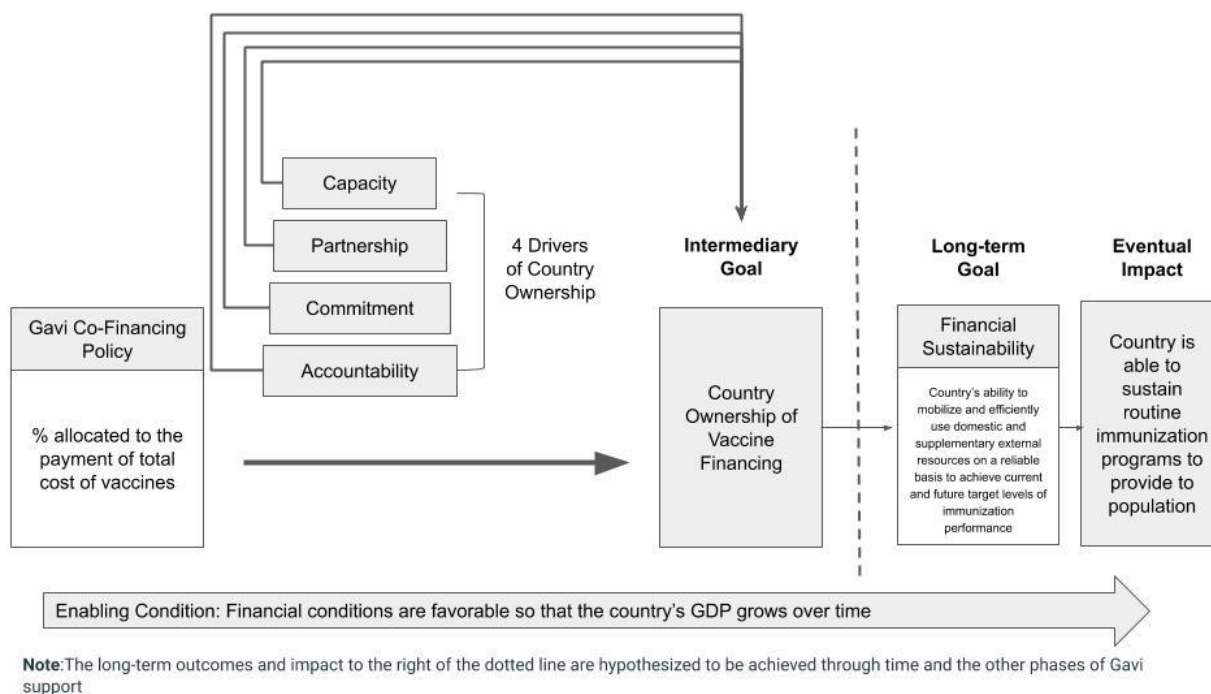 Capacity
Partnership
Commitment
Accountability
4 Drivers
of Country
Ownership
Gavi Co-Financing
Policy
% allocated to the
payment of total
cost of vaccines
Intermediary
Goal
Country
Ownership of
Vaccine
Financing
Long-term
Goal
Financial
Sustainability
Country's ability to
mobilize and efficiently
use domestic and
supplementary external
resources on a reliable
basis to achieve current
and future target levels of
immunization
performance
Eventual
Impact
Country is
able to
sustain
routine
immunization
programs to
provide to
population
Enabling Condition: Financial conditions are favorable so that the country's GDP grows over time
Note:The long-term outcomes and impact to the right of the dotted line are hypothesized to be achieved through time and the other phases of Gavi
support